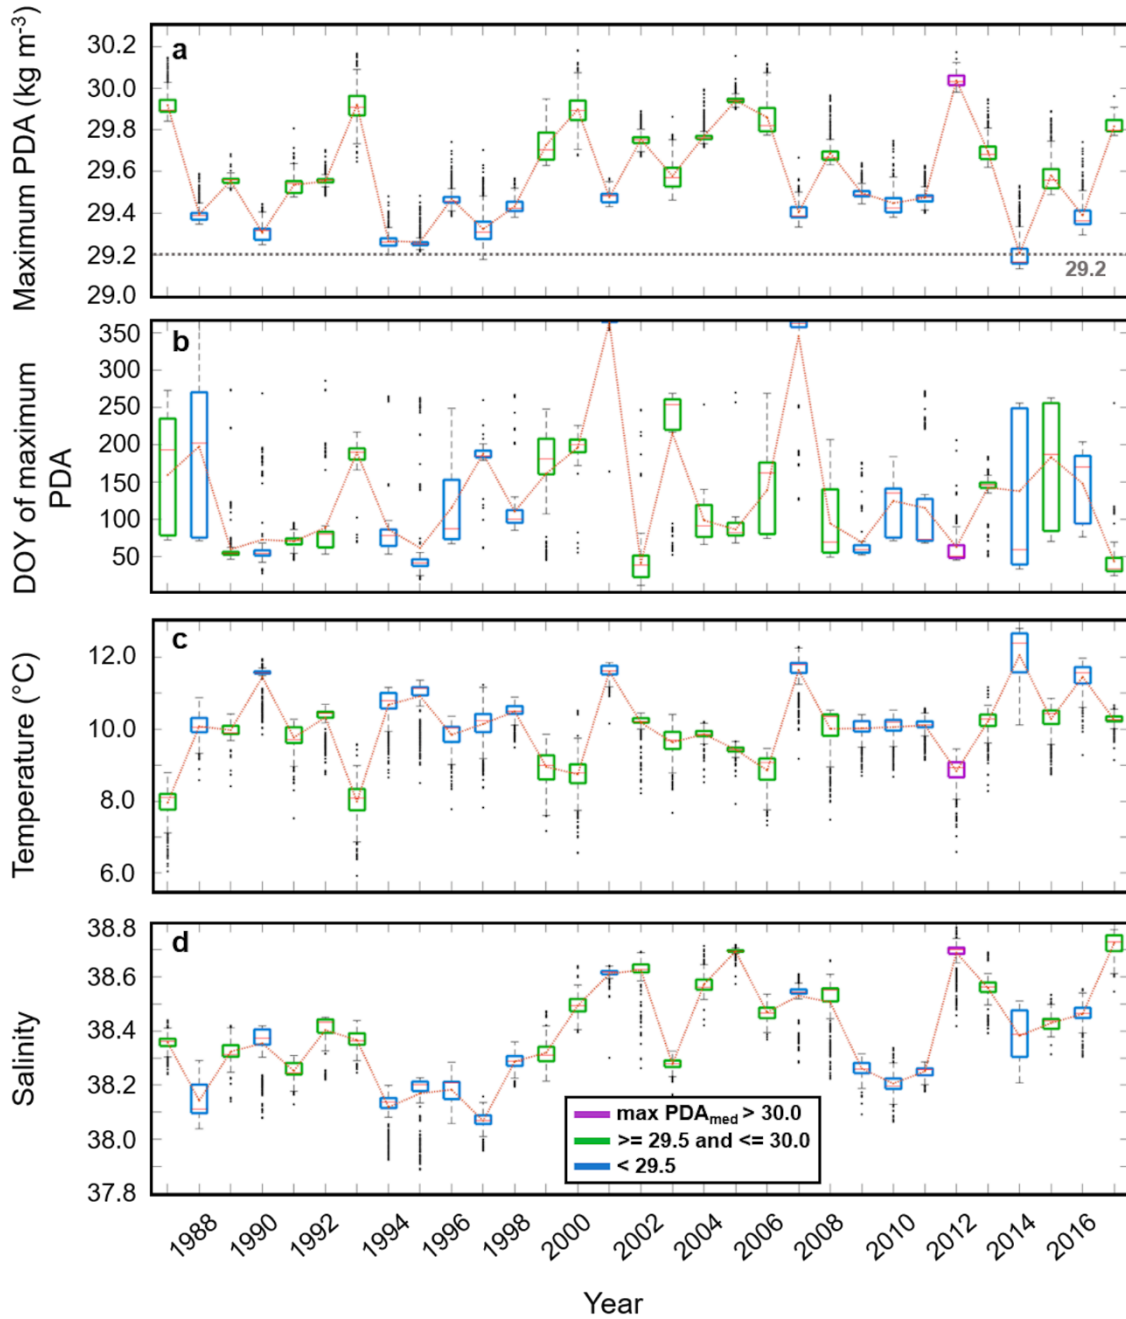 a
Maximum PDA (kg m-3)
30.2
30.0
29.8
29.6
29.4
29.2
29.0
29.2
b
DOY of maximum
PDA
350
300
250
200
150
100
50
c
Temperature (°C)
12.0
10.0
8.0
6.0
d
Salinity
38.8
38.6
38.4
38.2
38.0
37.8
max PDAmed > 30.0
>= 29.5 and <= 30.0
< 29.5
1988 1990 1992 1994 1996 1998 2000 2002 2004 2006 2008 2010 2012 2014 2016
Year